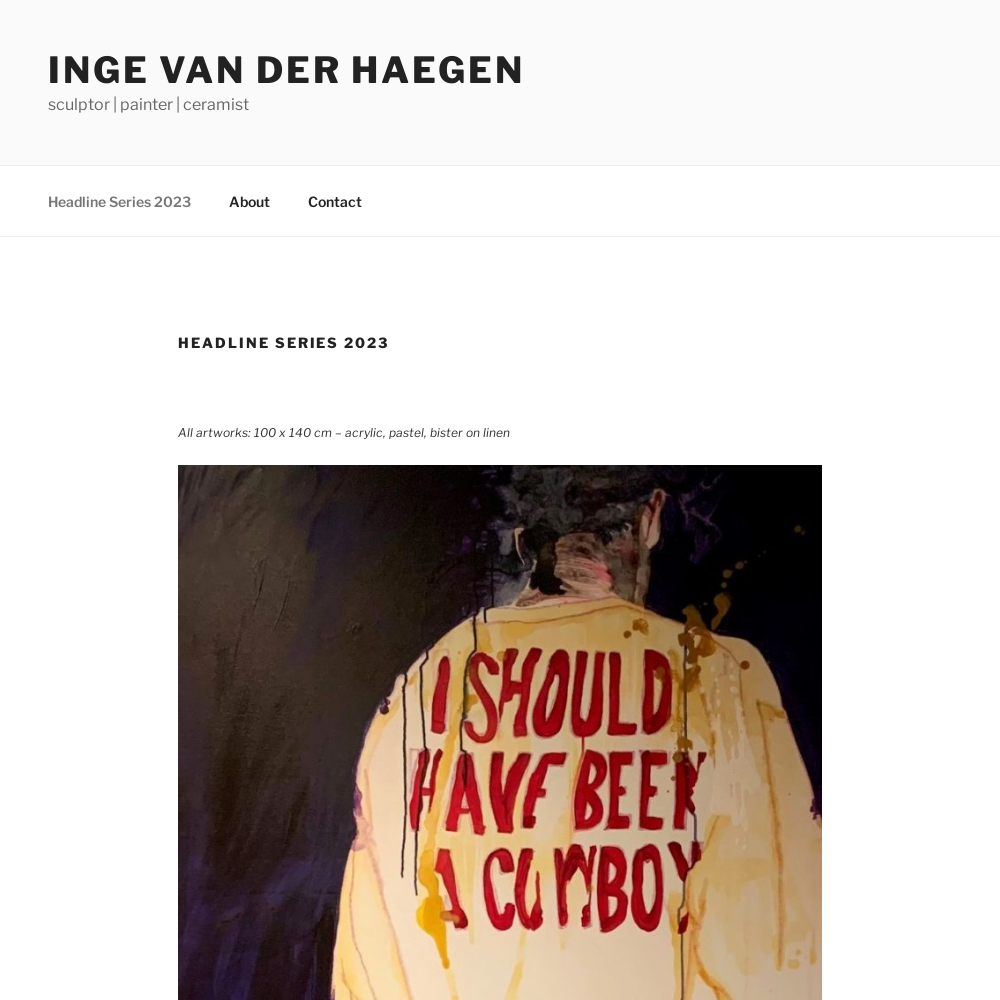 INGE VAN DER HAEGEN
sculptor | painter | ceramist
Headline Series 2023
About
Contact
HEADLINE SERIES 2023
All artworks: 100 x 140 cm – acrylic, pastel, bister on linen
I SHOULD
HAVE BEEN
A COWBOY